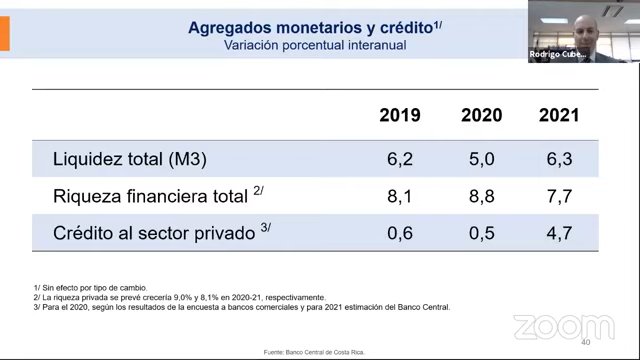 Agregados monetarios y crédito1/
Variación porcentual interanual
Rodrigo Cube...
2019 2020 2021
Liquidez total (M3) 6,2 5,0 6,3
Riqueza financiera total 2/ 8,1 8,8 7,7
Crédito al sector privado 3/ 0,6 0,5 4,7
1/ Sin efecto por tipo de cambio.
2/ La riqueza privada se prevé crecería 9,0% y 8,1% en 2020-21, respectivamente.
3/ Para el 2020, según los resultados de la encuesta a bancos comerciales y para 2021 estimación del Banco Central.
zoom
40
Fuente: Banco Central de Costa Rica.